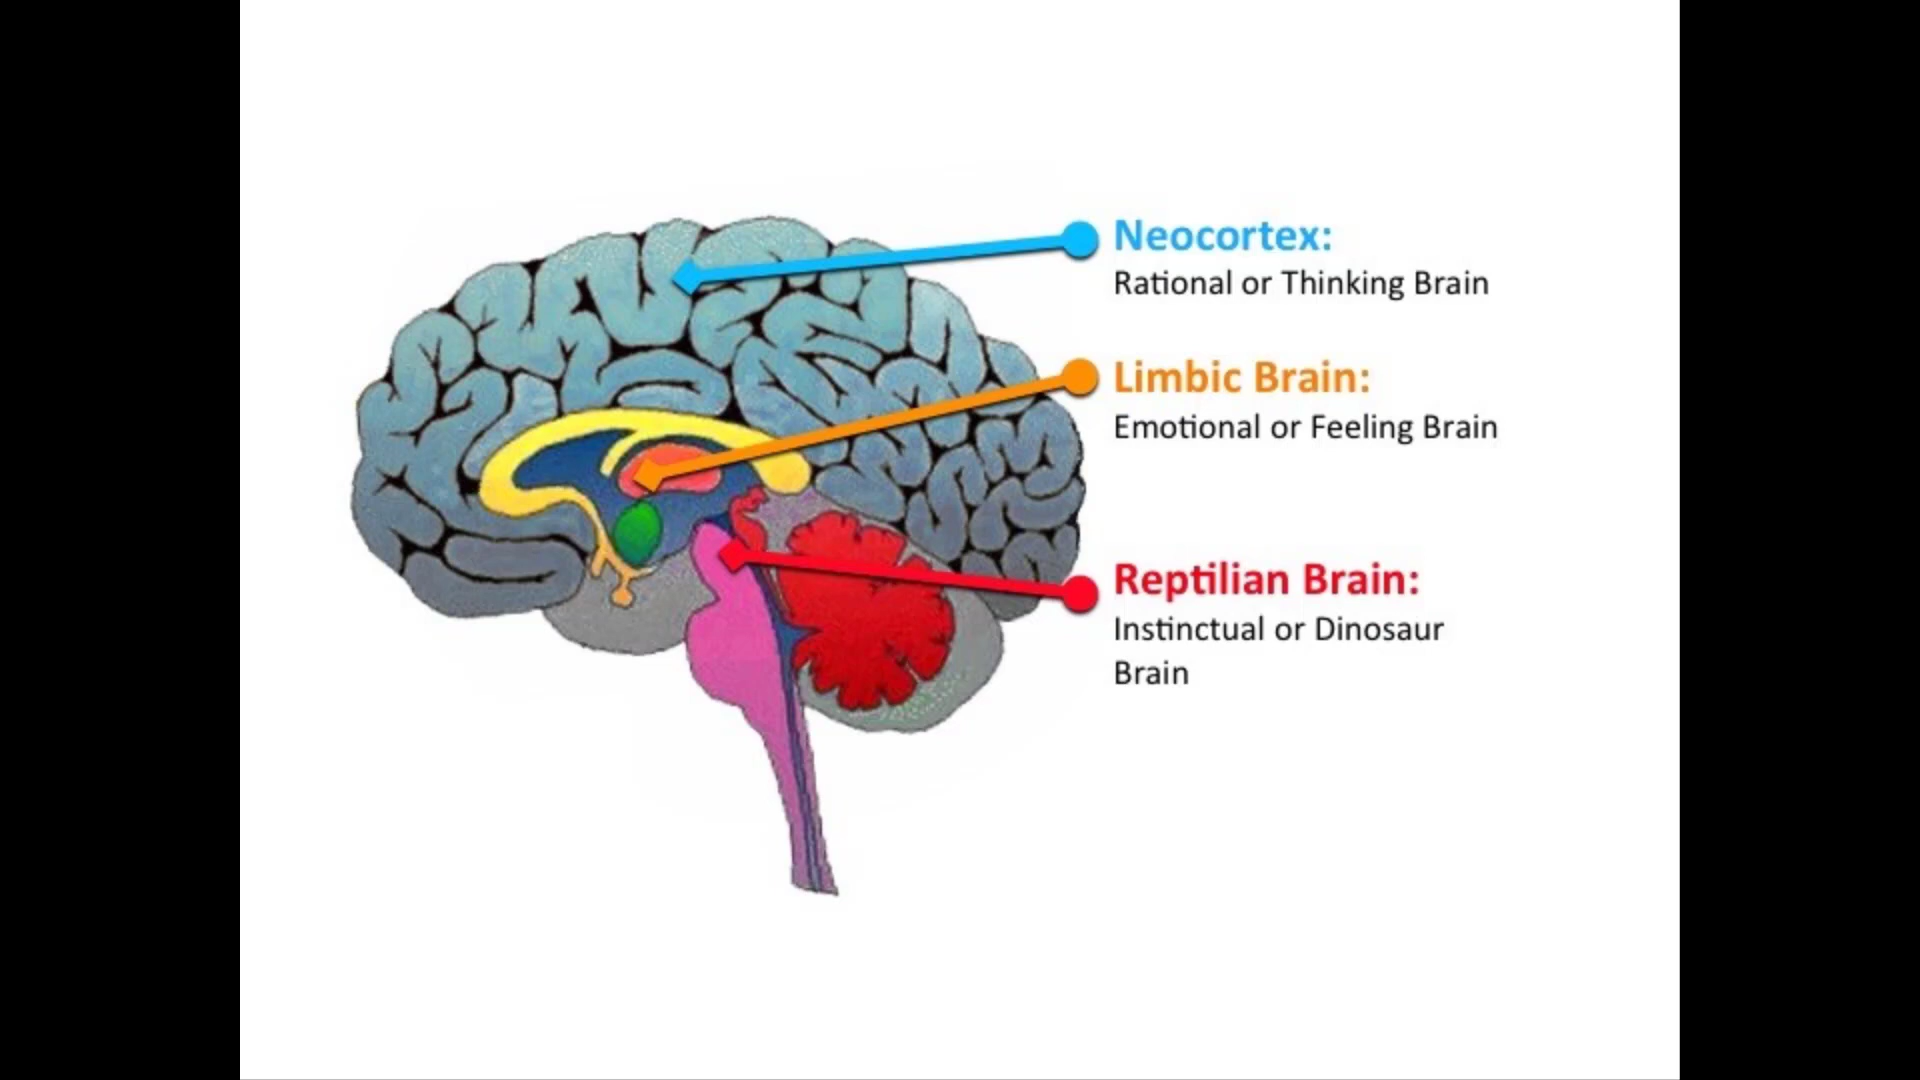 Neocortex:
Rational or Thinking Brain
Limbic Brain:
Emotional or Feeling Brain
Reptilian Brain:
Instinctual or Dinosaur
Brain